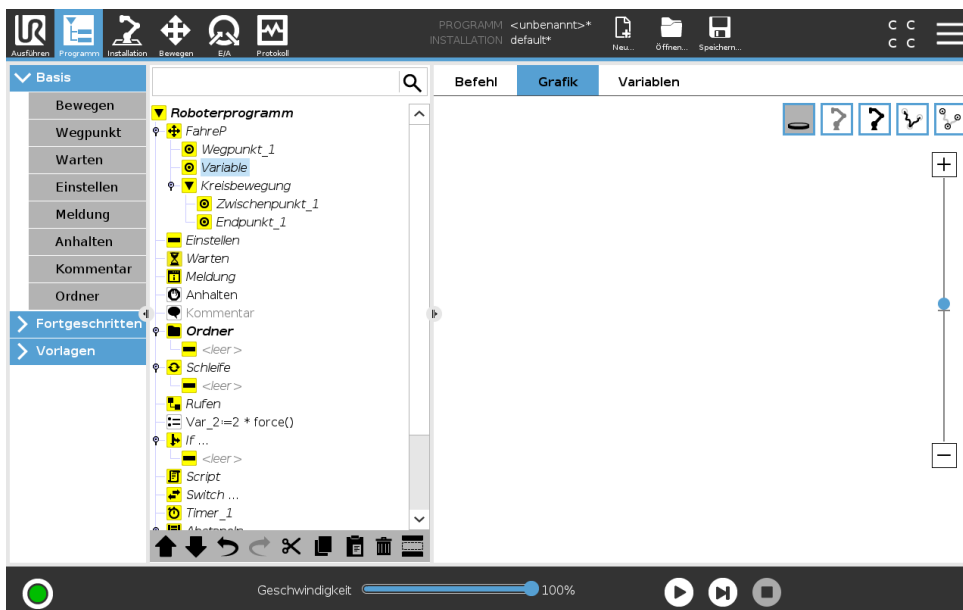 UR
PROGRAMM <unbenannt>*
INSTALLATION default*
C C
C C
Ausführen Programm Installation Bewegen E/A Protokoll Neu... Öffnen... Speichern...
Basis
Bewegen
Wegpunkt
Warten
Einstellen
Meldung
Anhalten
Kommentar
Ordner
Fortgeschritten
Vorlagen
Roboterprogramm
FahreP
Wegpunkt_1
Variable
Kreisbewegung
Zwischenpunkt_1
Endpunkt_1
Einstellen
Warten
Meldung
Anhalten
Kommentar
Ordner
<leer>
Schleife
<leer>
Rufen
Var_2:=2 * force()
If ...
<leer>
Script
Switch ...
Timer_1
Befehl Grafik Variablen
Geschwindigkeit 100%